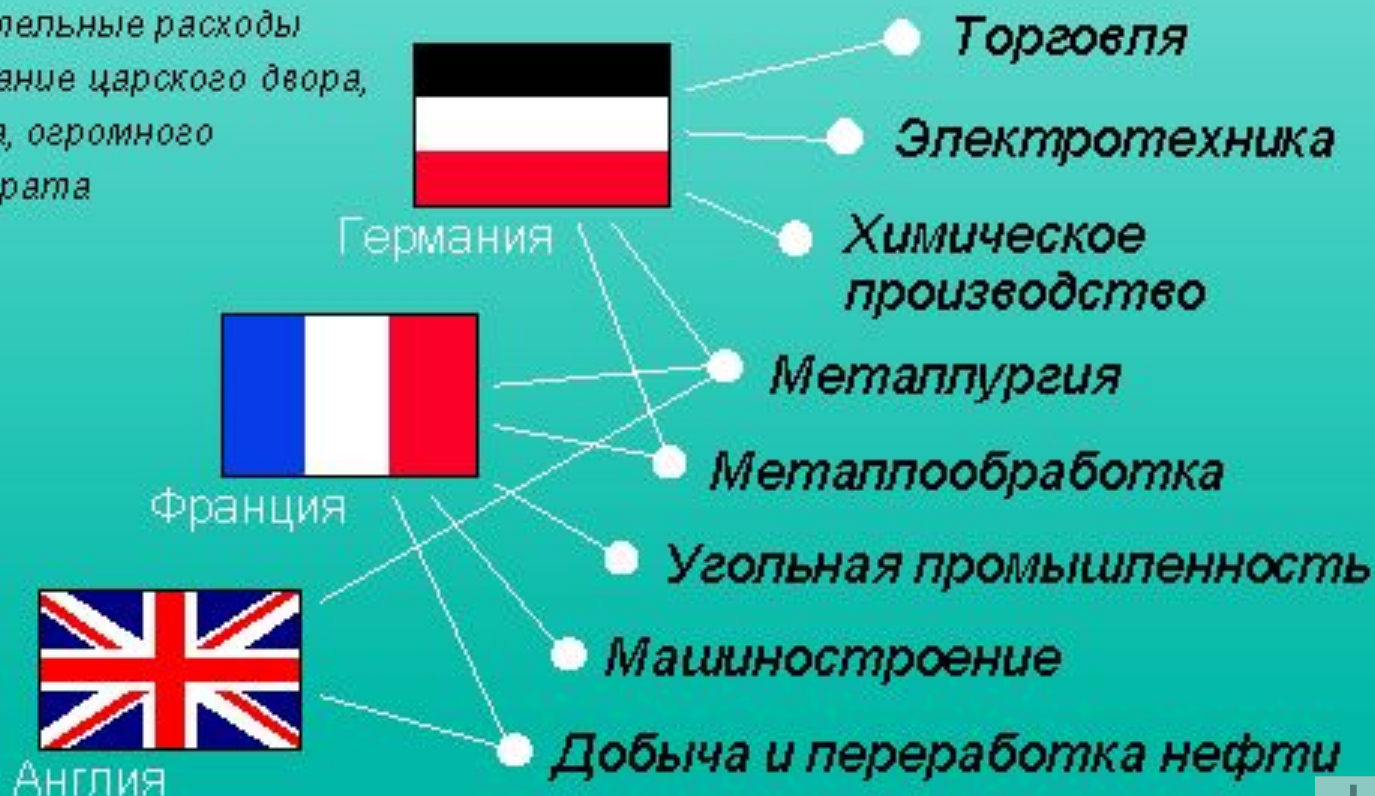 тельные расходы
ание царского двора,
я, огромного
рата
Германия
Торговля
Электротехника
Химическое
производство
Франция
Металлургия
Металлообработка
Угольная промышленность
Англия
Машиностроение
Добыча и переработка нефти